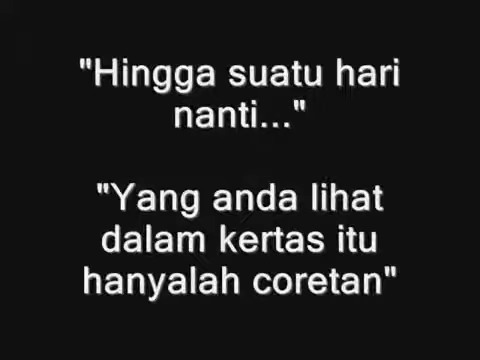 "Hingga suatu hari
nanti..."
"Yang anda lihat
dalam kertas itu
hanyalah coretan"